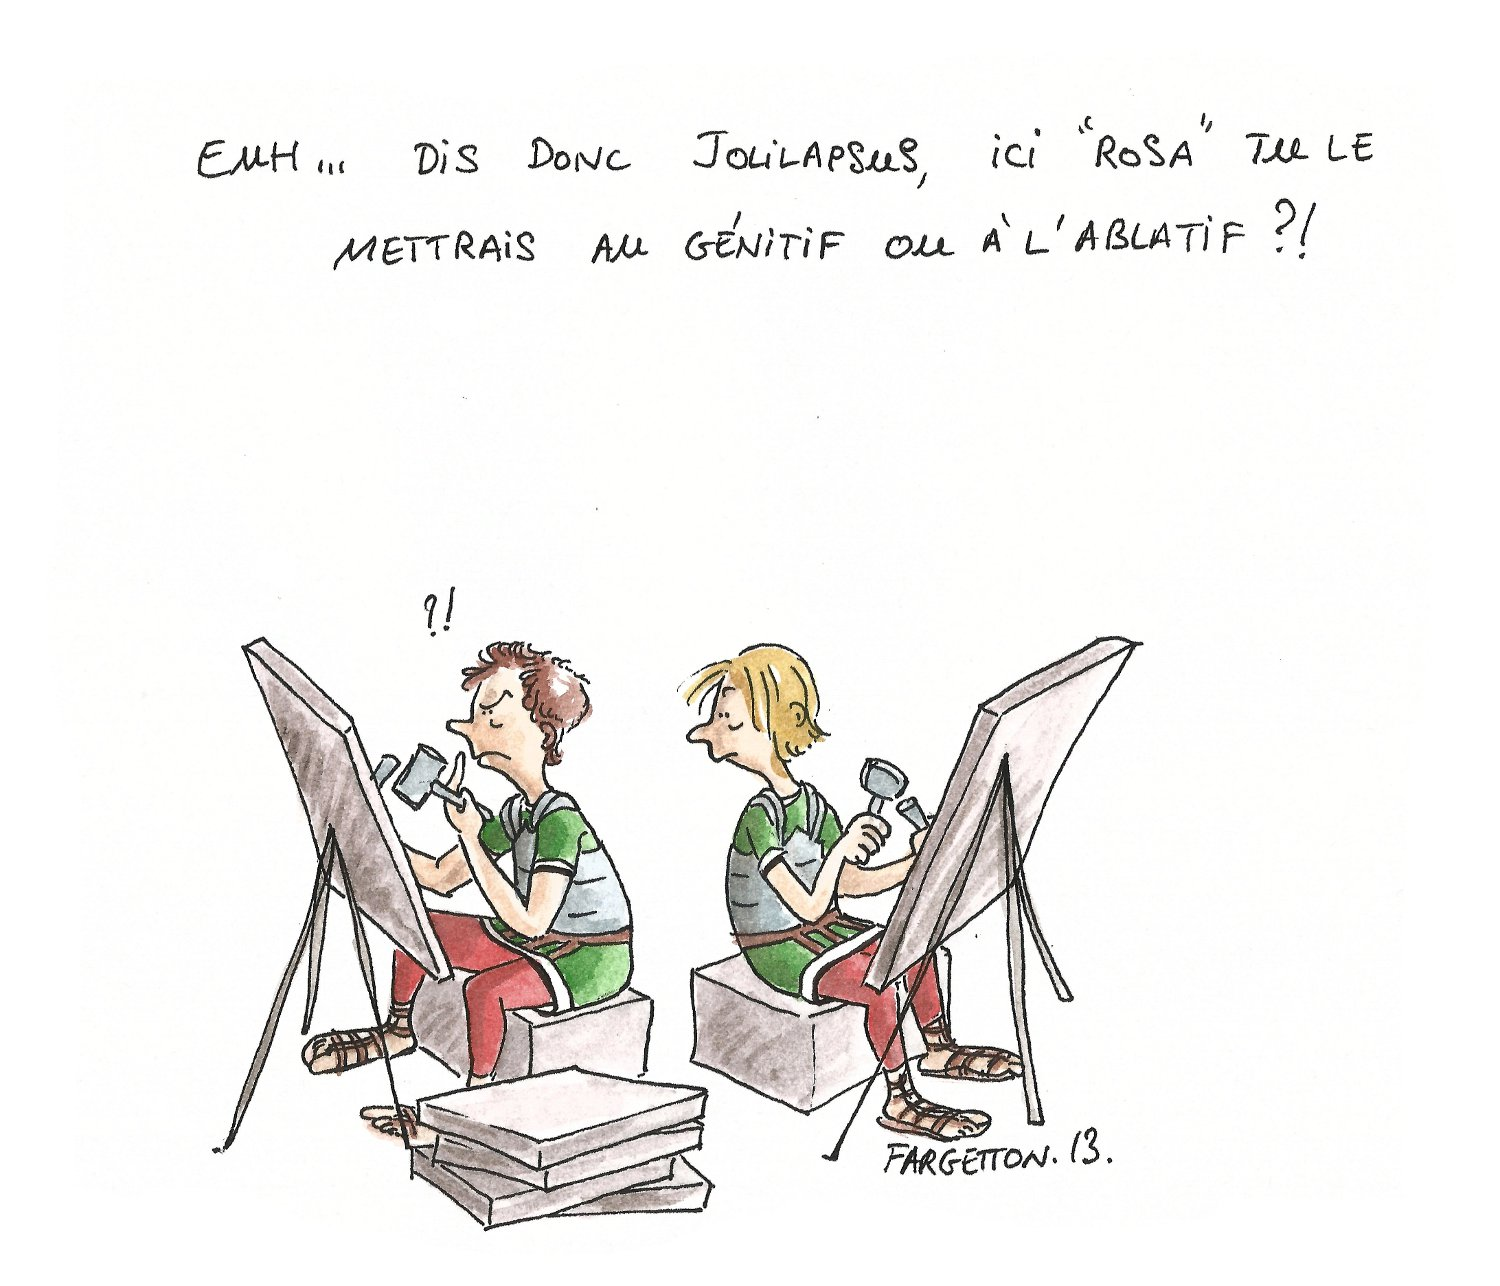 EUH... DIS DONC JOLILAPSUS, ICI "ROSA" TU LE
METTRAIS AU GÉNITIF OU À L'ABLATIF ?!
?!
FARGETTON. 13.